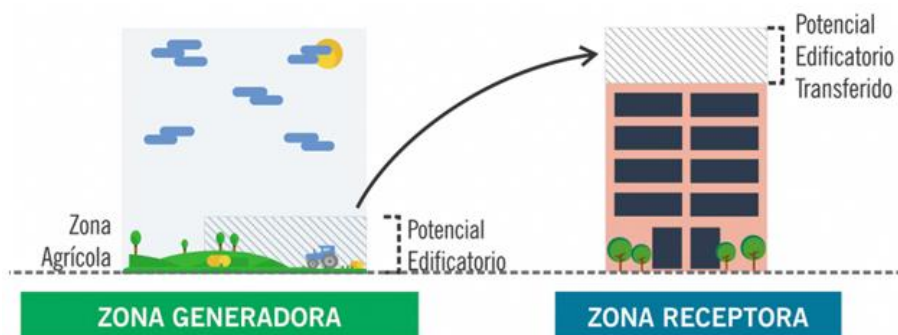 Zona
Agrícola
Potencial
Edificatorio
ZONA GENERADORA
Potencial
Edificatorio
Transferido
ZONA RECEPTORA